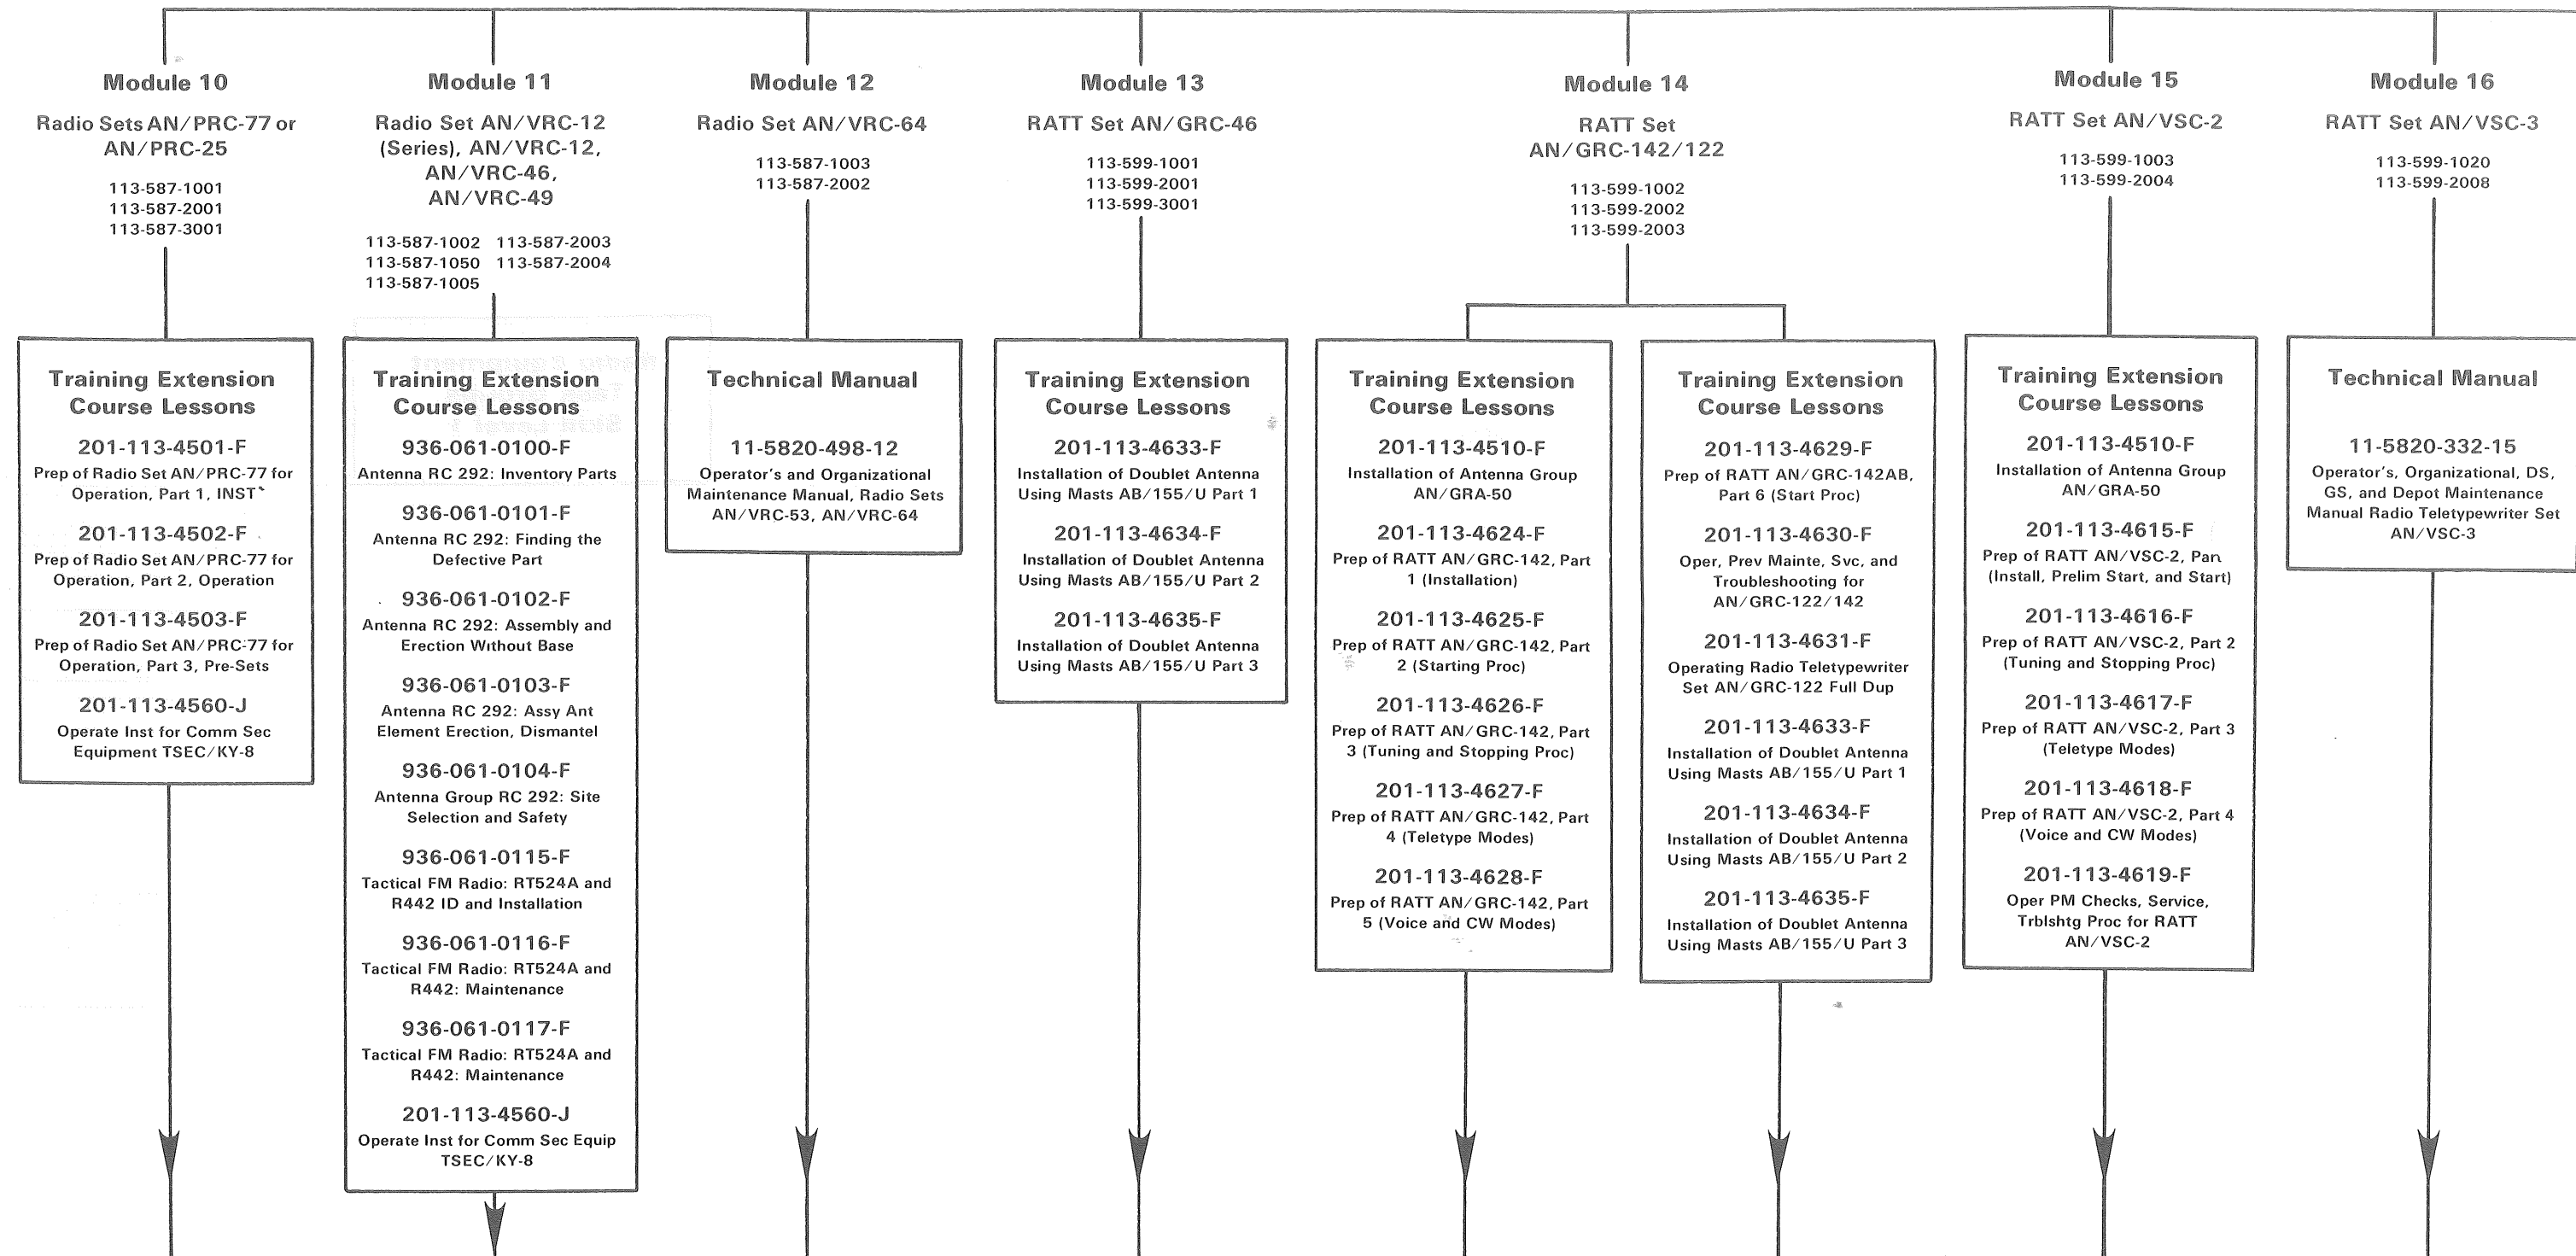 Module 10
Radio Sets AN/PRC-77 or
AN/PRC-25
113-587-1001
113-587-2001
113-587-3001
Training Extension
Course Lessons
201-113-4501-F
Prep of Radio Set AN/PRC-77 for
Operation, Part 1, INST
201-113-4502-F
Prep of Radio Set AN/PRC-77 for
Operation, Part 2, Operation
201-113-4503-F
Prep of Radio Set AN/PRC-77 for
Operation, Part 3, Pre-Sets
201-113-4560-J
Operate Inst for Comm Sec
Equipment TSEC/KY-8
Module 11
Radio Set AN/VRC-12
(Series), AN/VRC-12,
AN/VRC-46,
AN/VRC-49
113-587-1002 113-587-2003
113-587-1050 113-587-2004
113-587-1005
Training Extension
Course Lessons
936-061-0100-F
Antenna RC 292: Inventory Parts
936-061-0101-F
Antenna RC 292: Finding the
Defective Part
936-061-0102-F
Antenna RC 292: Assembly and
Erection Without Base
936-061-0103-F
Antenna RC 292: Assy Ant
Element Erection, Dismantel
936-061-0104-F
Antenna Group RC 292: Site
Selection and Safety
936-061-0115-F
Tactical FM Radio: RT524A and
R442 ID and Installation
936-061-0116-F
Tactical FM Radio: RT524A and
R442: Maintenance
936-061-0117-F
Tactical FM Radio: RT524A and
R442: Maintenance
201-113-4560-J
Operate Inst for Comm Sec Equip
TSEC/KY-8
Module 12
Radio Set AN/VRC-64
113-587-1003
113-587-2002
Technical Manual
11-5820-498-12
Operator's and Organizational
Maintenance Manual, Radio Sets
AN/VRC-53, AN/VRC-64
Module 13
RATT Set AN/GRC-46
113-599-1001
113-599-2001
113-599-3001
Training Extension
Course Lessons
201-113-4633-F
Installation of Doublet Antenna
Using Masts AB/155/U Part 1
201-113-4634-F
Installation of Doublet Antenna
Using Masts AB/155/U Part 2
201-113-4635-F
Installation of Doublet Antenna
Using Masts AB/155/U Part 3
Module 14
RATT Set
AN/GRC-142/122
113-599-1002
113-599-2002
113-599-2003
Training Extension
Course Lessons
201-113-4510-F
Installation of Antenna Group
AN/GRA-50
201-113-4624-F
Prep of RATT AN/GRC-142, Part
1 (Installation)
201-113-4625-F
Prep of RATT AN/GRC-142, Part
2 (Starting Proc)
201-113-4626-F
Prep of RATT AN/GRC-142, Part
3 (Tuning and Stopping Proc)
201-113-4627-F
Prep of RATT AN/GRC-142, Part
4 (Teletype Modes)
201-113-4628-F
Prep of RATT AN/GRC-142, Part
5 (Voice and CW Modes)
Training Extension
Course Lessons
201-113-4629-F
Prep of RATT AN/GRC-142AB,
Part 6 (Start Proc)
201-113-4630-F
Oper, Prev Mainte, Svc, and
Troubleshooting for
AN/GRC-122/142
201-113-4631-F
Operating Radio Teletypewriter
Set AN/GRC-122 Full Dup
201-113-4633-F
Installation of Doublet Antenna
Using Masts AB/155/U Part 1
201-113-4634-F
Installation of Doublet Antenna
Using Masts AB/155/U Part 2
201-113-4635-F
Installation of Doublet Antenna
Using Masts AB/155/U Part 3
Module 15
RATT Set AN/VSC-2
113-599-1003
113-599-2004
Training Extension
Course Lessons
201-113-4510-F
Installation of Antenna Group
AN/GRA-50
201-113-4615-F
Prep of RATT AN/VSC-2,
(Install, Prelim Start, and Start)
201-113-4616-F
Prep of RATT AN/VSC-2, Part 2
(Tuning and Stopping Proc)
201-113-4617-F
Prep of RATT AN/VSC-2, Part 3
(Teletype Modes)
201-113-4618-F
Prep of RATT AN/VSC-2, Part 4
(Voice and CW Modes)
201-113-4619-F
Oper PM Checks, Service,
Trblshtg Proc for RATT
AN/VSC-2
Module 16
RATT Set AN/VSC-3
113-599-1020
113-599-2008
Technical Manual
11-5820-332-15
Operator's, Organizational, DS,
GS, and Depot Maintenance
Manual Radio Teletypewriter Set
AN/VSC-3